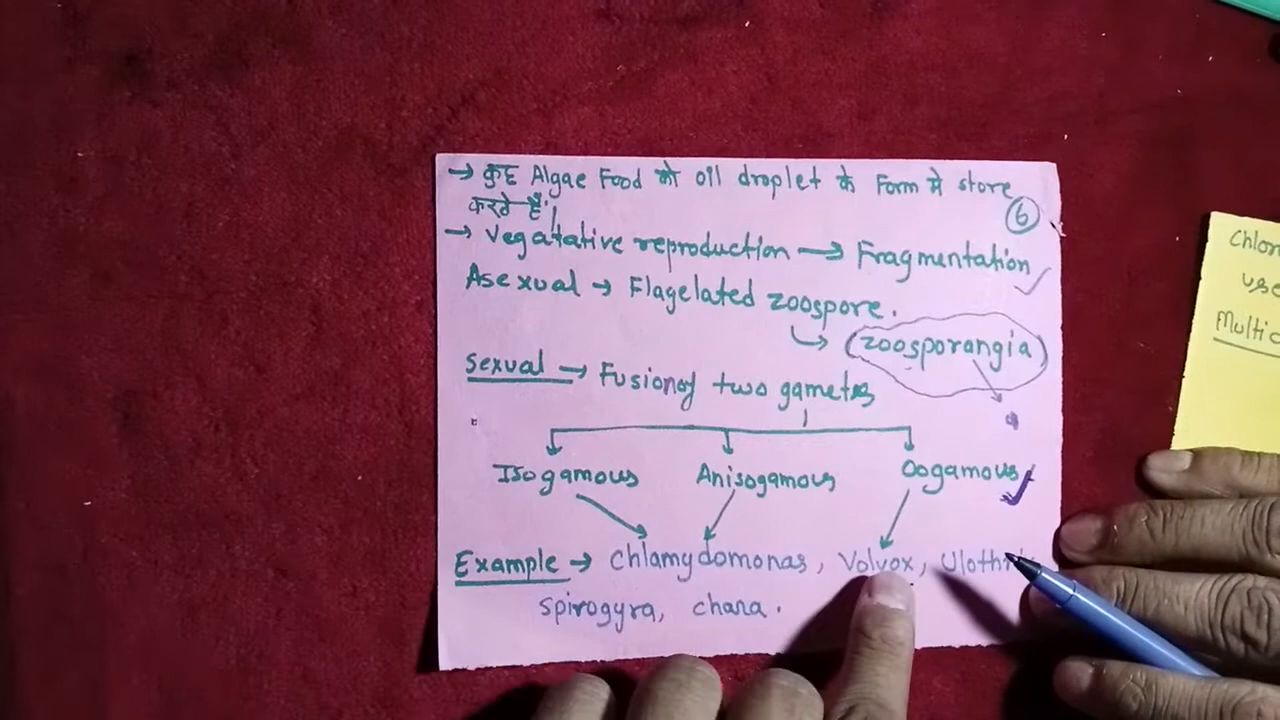 → कुछ Algae Food को oil droplet के Form मे store
करते हैं।
6
→ Vegatative reproduction → Fragmentation
Asexual → Flagelated zoospore.
↳ (zoosporangia)
sexual → Fusion of two gametes
Isogamous Anisogamous Oogamous
Example → Chlamydomonas, Volvox,
spirogyra, chara.
Chlor
use
Multic